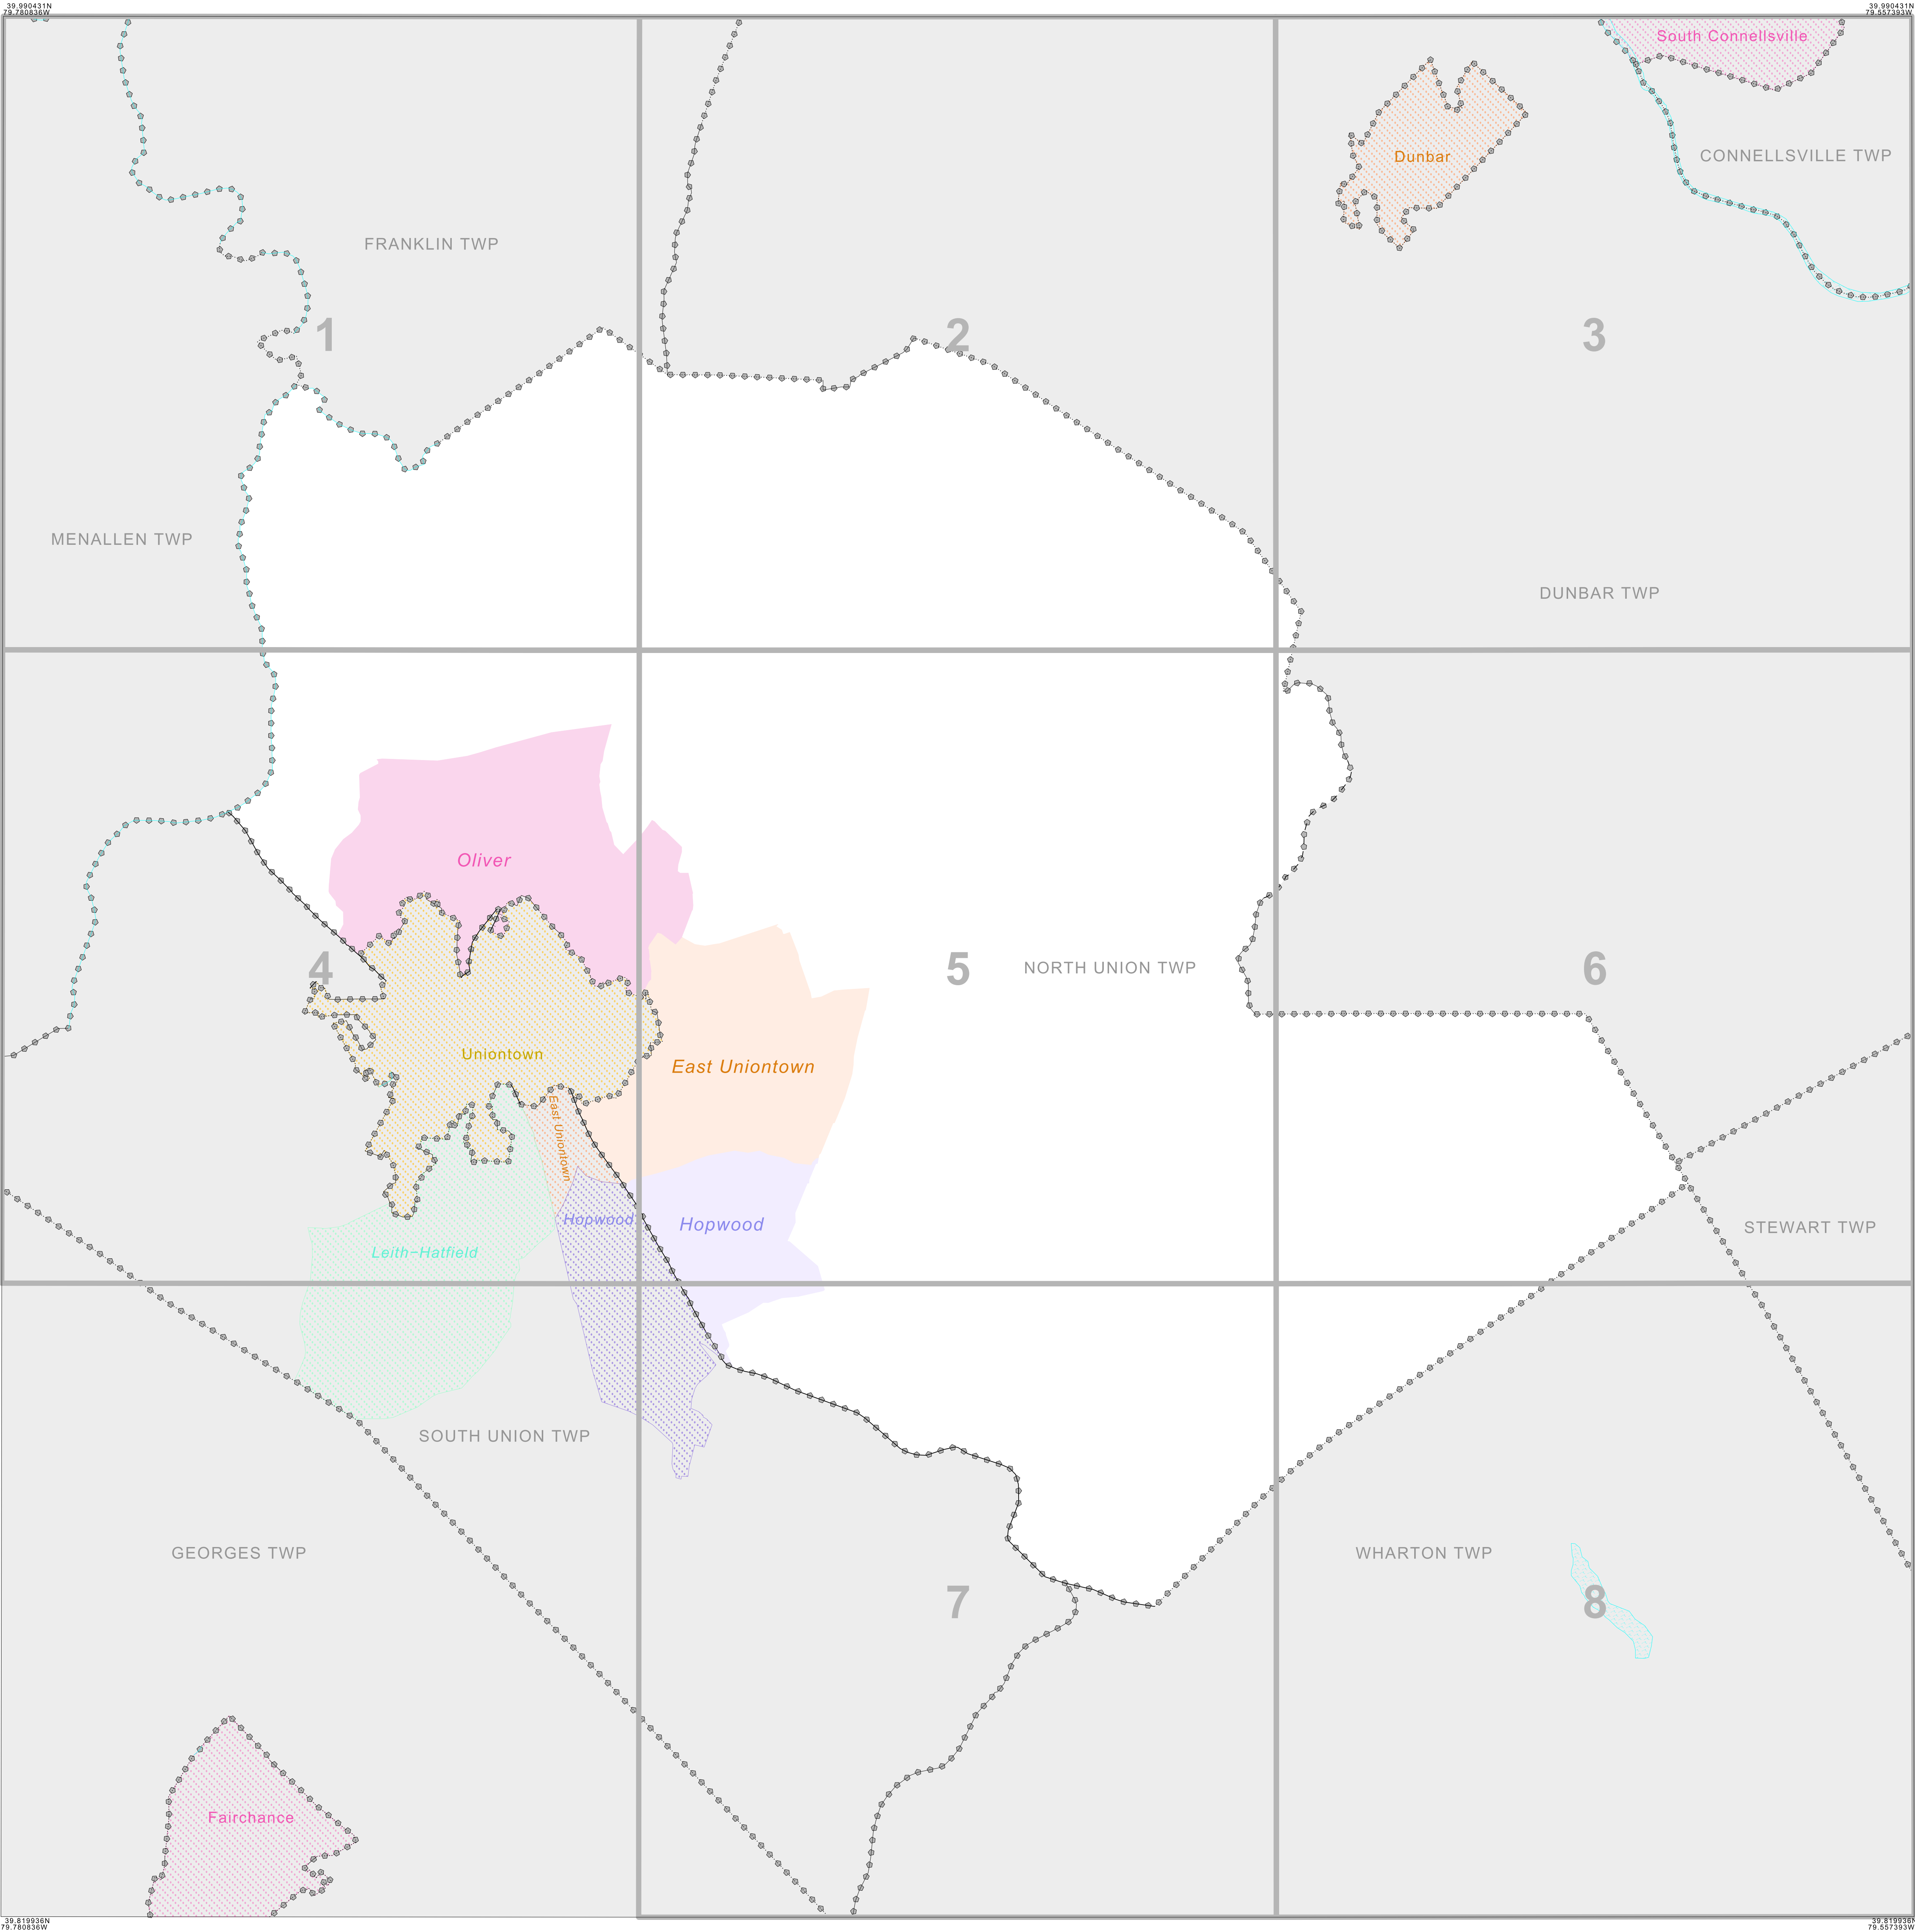 39.990431N
79.780836W
39.990431N
79.557393W
South Connellsville
Dunbar
CONNELLSVILLE TWP
FRANKLIN TWP
1
2
3
MENALLEN TWP
DUNBAR TWP
Oliver
4
5
NORTH UNION TWP
6
Uniontown
East Uniontown
East Uniontown
Hopwood
Hopwood
STEWART TWP
Leith-Hatfield
SOUTH UNION TWP
GEORGES TWP
WHARTON TWP
7
8
Fairchance
39.819936N
79.780836W
39.819936N
79.557393W